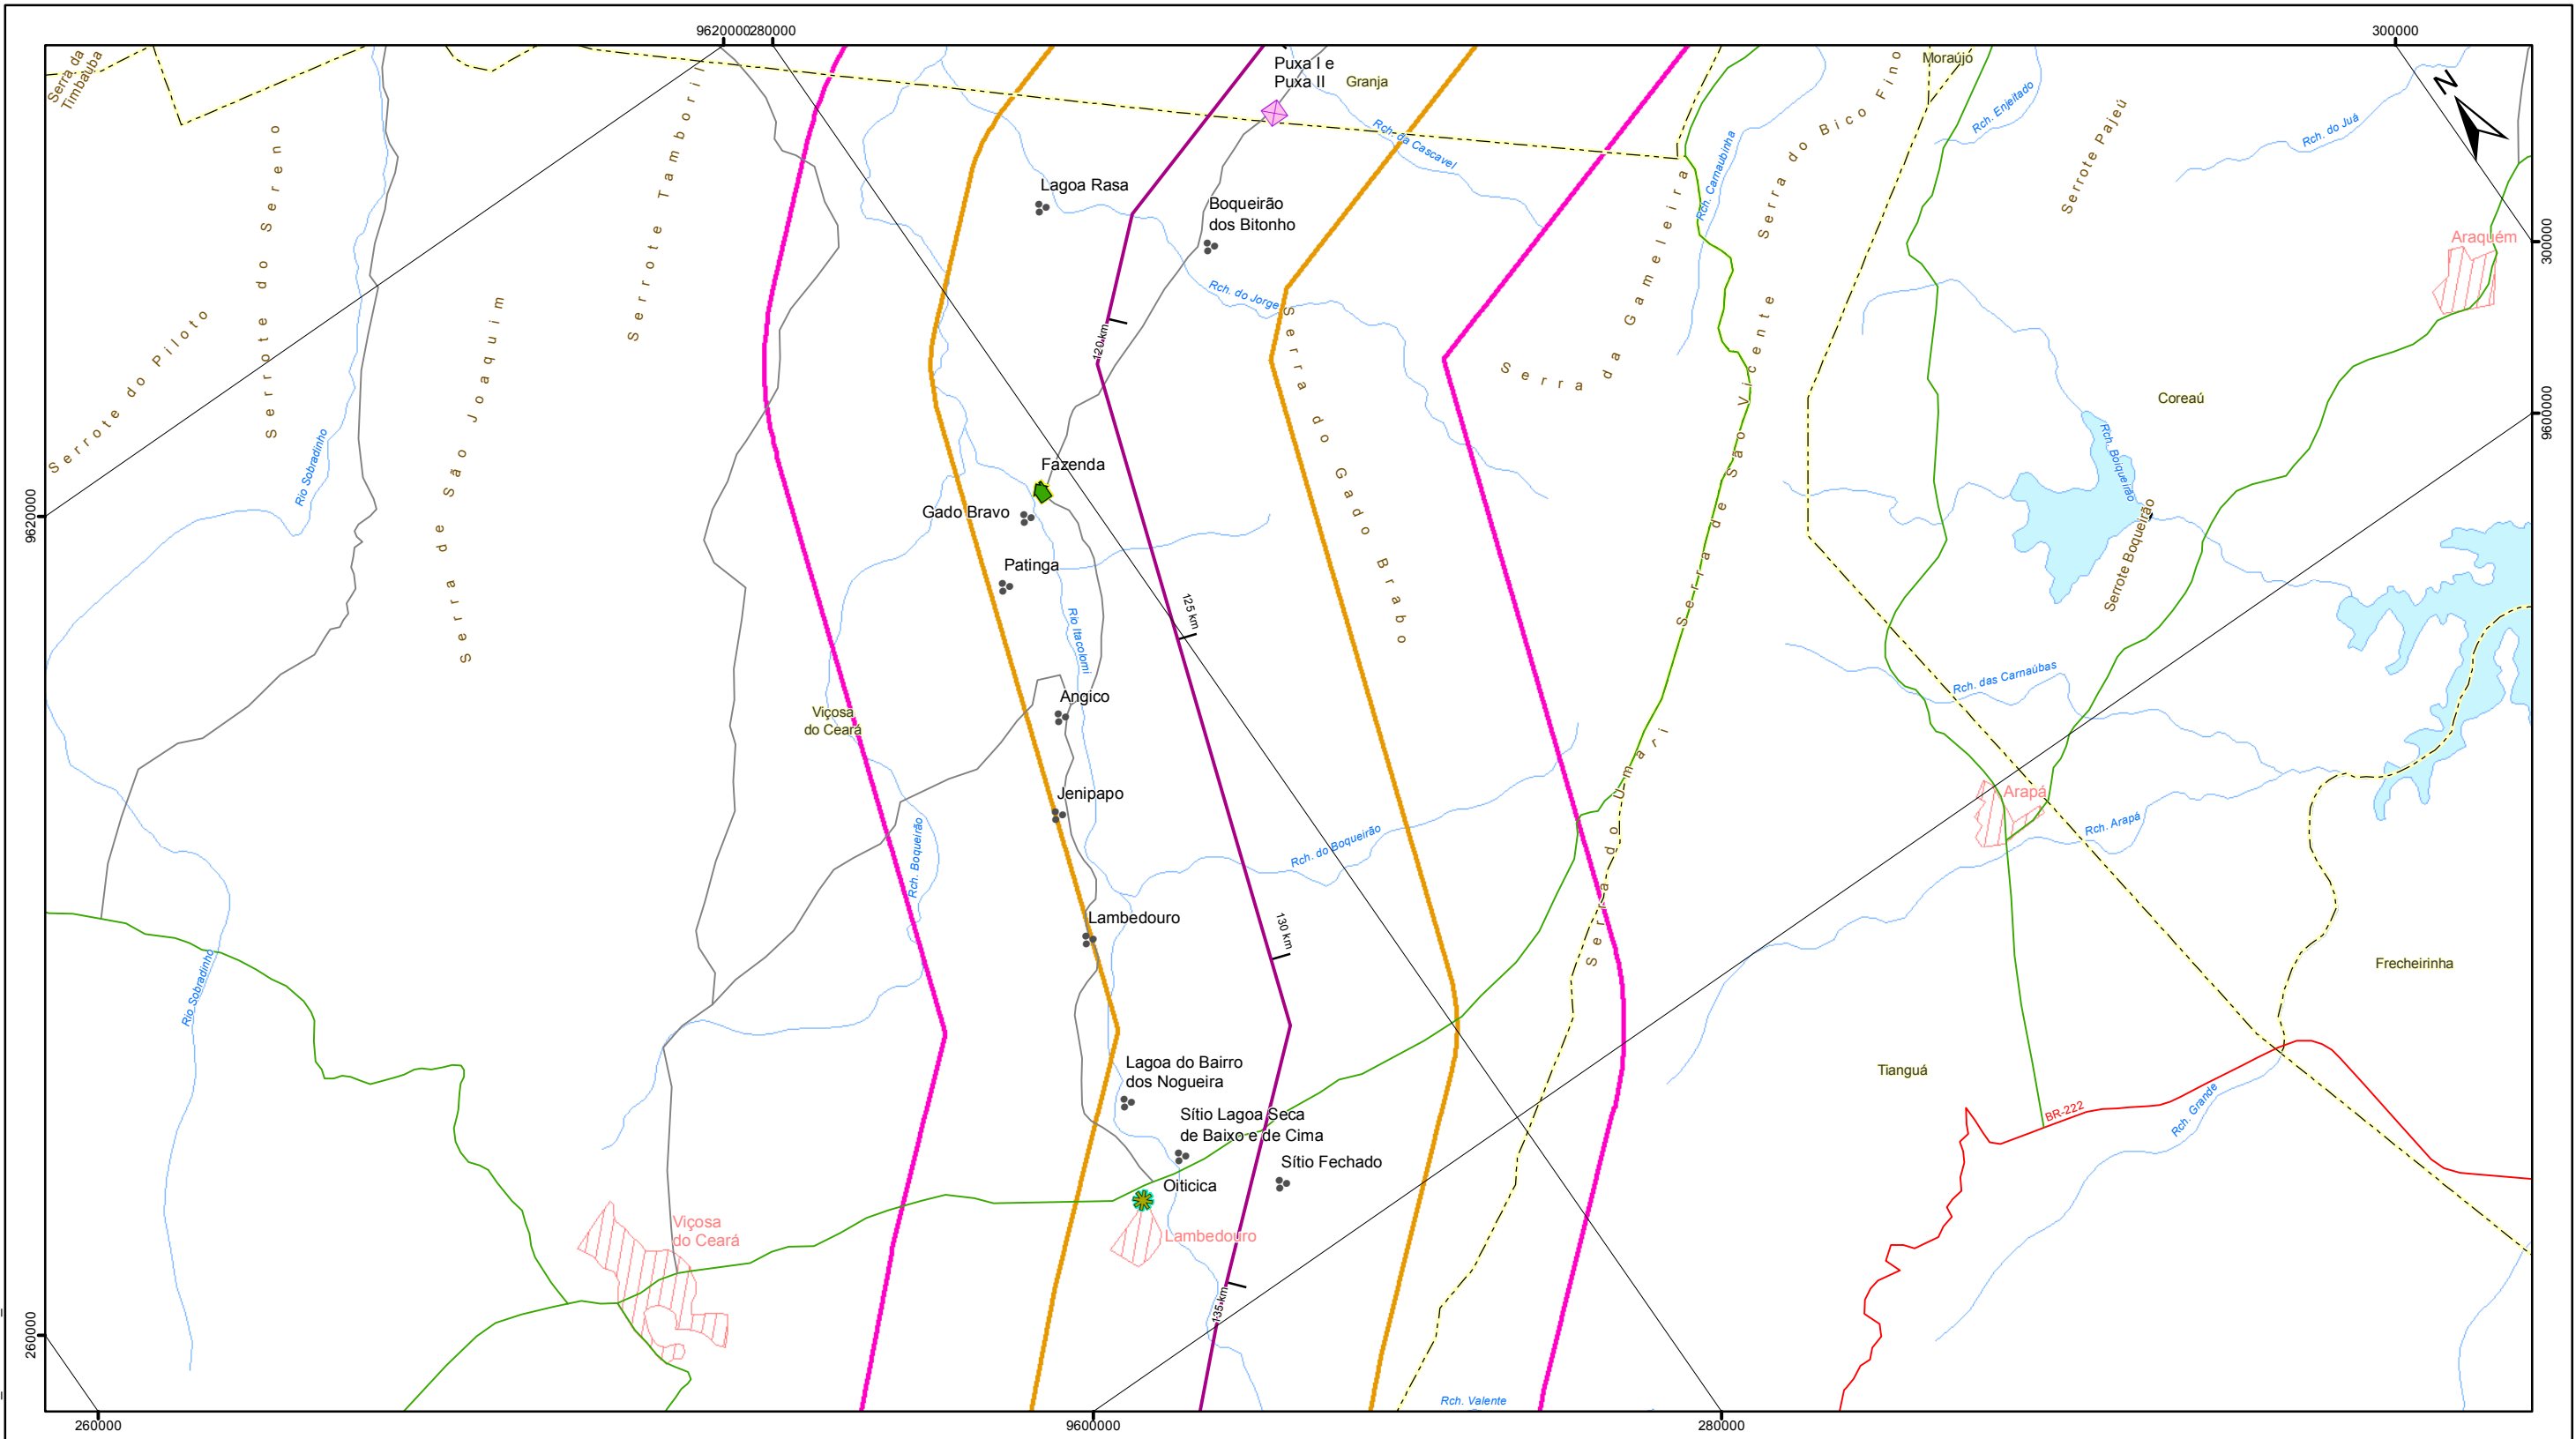 9620000
280000
300000
Serra da
Timbaúba
Puxa I e
Puxa II
Granja
Moraújo
N
Rch. da Cascavel
Rch. Carnaubinha
Serra do Bico Fino
Rch. Enjeitado
Serrote Pajeú
Rch. do Juá
Serrote do Sereno
Serrote Tamboril
Lagoa Rasa
Boqueirão
dos Bitonho
Araquém
300000
Rch. do Jorge
Serra da Gameleira
Serra de São Vicente
Serrote do Piloto
Serra de São Joaquim
120 km
Serra do Gado Brabo
Coreaú
9600000
Rio Sobradinho
Rch. Boiqueirão
Fazenda
Gado Bravo
9620000
Serrote Boqueirão
Patinga
125 km
Rio Itacolomi
Rch. das Carnaúbas
Angico
Viçosa
do Ceará
Serra do Umari
Jenipapo
Arapá
Rch. Arapá
Rch. Boqueirão
Rch. do Boqueirão
Lambedouro
130 km
Frecheirinha
Rio Sobradinho
Lagoa do Bairro
dos Nogueira
Tianguá
BR-222
Rch. Grande
Sítio Lagoa Seca
de Baixo e de Cima
Sítio Fechado
Oiticica
Viçosa
do Ceará
Lambedouro
135 km
260000
Rch. Valente
260000
9600000
280000